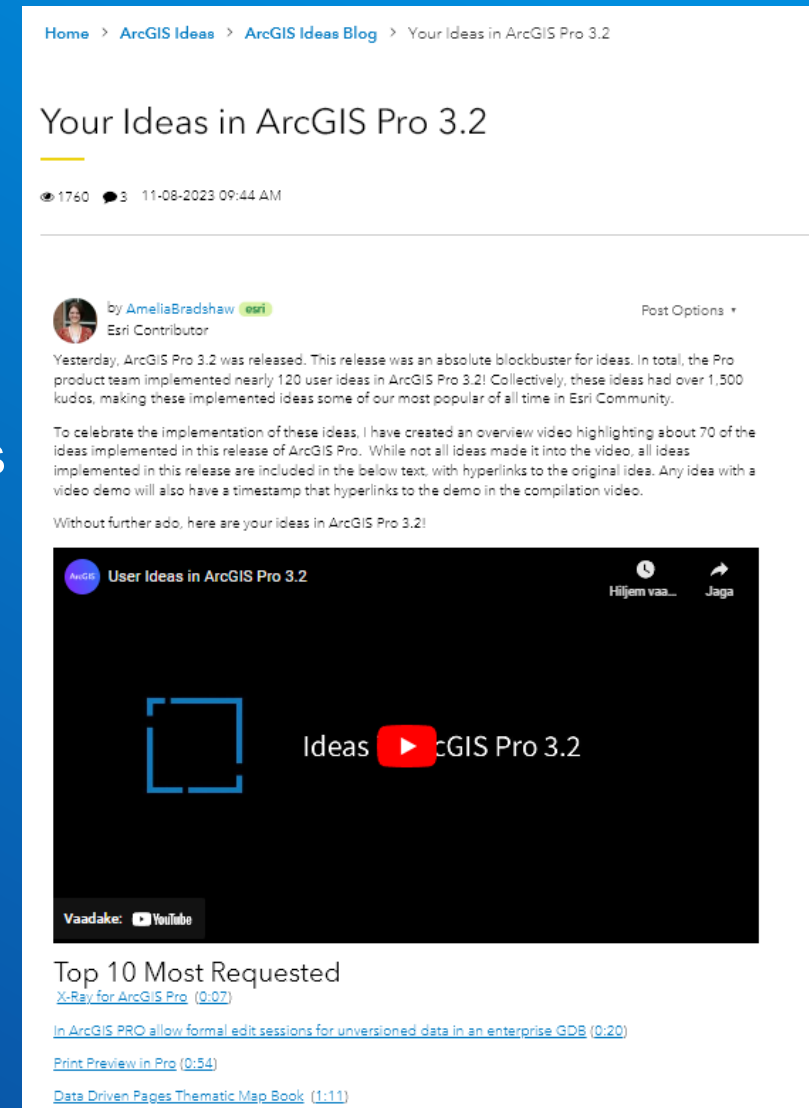 Home > ArcGIS Ideas > ArcGIS Ideas Blog > Your Ideas in ArcGIS Pro 3.2
Your Ideas in ArcGIS Pro 3.2
1760 3 11-08-2023 09:44 AM
by AmeliaBradshaw esri
Post Options
Esri Contributor
Yesterday, ArcGIS Pro 3.2 was released. This release was an absolute blockbuster for ideas. In total, the Pro
product team implemented nearly 120 user ideas in ArcGIS Pro 3.2! Collectively, these ideas had over 1,500
kudos, making these implemented ideas some of our most popular of all time in Esri Community.
To celebrate the implementation of these ideas, I have created an overview video highlighting about 70 of the
ideas implemented in this release of ArcGIS Pro. While not all ideas made it into the video, all ideas
implemented in this release are included in the below text, with hyperlinks to the original idea. Any idea with a
video demo will also have a timestamp that hyperlinks to the demo in the compilation video.
Without further ado, here are your ideas in ArcGIS Pro 3.2!
ArcGIS
User Ideas in ArcGIS Pro 3.2
Hiljem vaa...
Jaga
Ideas cGIS Pro 3.2
Vaadake: YouTube
Top 10 Most Requested
X-Ray for ArcGIS Pro (0:07)
In ArcGIS PRO allow formal edit sessions for unversioned data in an enterprise GDB (0:20)
Print Preview in Pro (0:54)
Data Driven Pages Thematic Map Book (1:11)